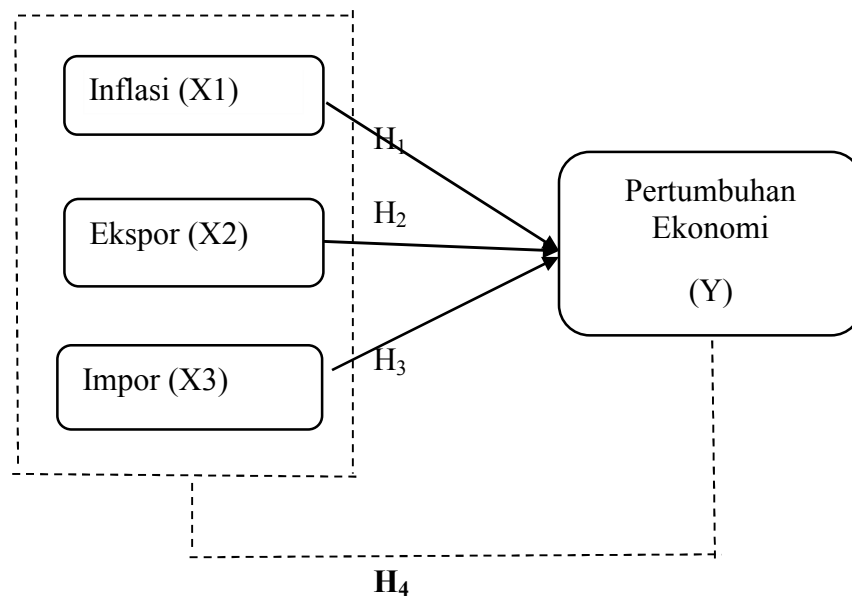 Inflasi (X1)
H₁
Ekspor (X2)
H₂
Impor (X3)
H₃
Pertumbuhan
Ekonomi
(Y)
H₄